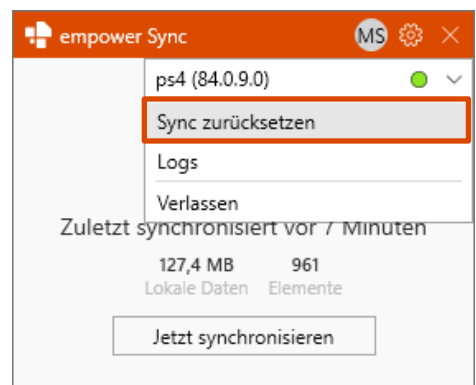 empower Sync
MS
ps4 (84.0.9.0)
Sync zurücksetzen
Logs
Verlassen
Zuletzt synchronisiert vor 7 Minuten
127,4 MB 961
Lokale Daten Elemente
Jetzt synchronisieren